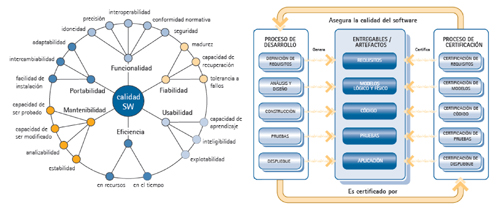 interoperabilidad
precisión
conformidad normativa
idoneidad
seguridad
adaptabilidad
madurez
intercambiabilidad
Funcionalidad
capacidad de
recuperación
facilidad de
instalación
Portabilidad
Fiabilidad
tolerancia a
fallos
calidad
SW
capacidad de
ser probado
Mantenibilidad
Usabilidad
capacidad de
aprendizaje
capacidad de
ser modificado
Eficiencia
inteligibilidad
analizabilidad
explotabilidad
estabilidad
en recursos
en el tiempo
Asegura la calidad del software
PROCESO DE
DESARROLLO
ENTREGABLES /
ARTEFACTOS
PROCESO DE
CERTIFICACIÓN
DEFINICIÓN DE
REQUISITOS
Genera
REQUISITOS
Certifica
CERTIFICACIÓN DE
REQUISITOS
ANÁLISIS Y
DISEÑO
MODELOS
LÓGICO Y FÍSICO
CERTIFICACIÓN DE
MODELOS
CONSTRUCCIÓN
CÓDIGO
CERTIFICACIÓN DE
CÓDIGO
PRUEBAS
PRUEBAS
CERTIFICACIÓN DE
PRUEBAS
DESPLIEGUE
APLICACIÓN
CERTIFICACIÓN DE
DESPLIEGUE
Es certificado por